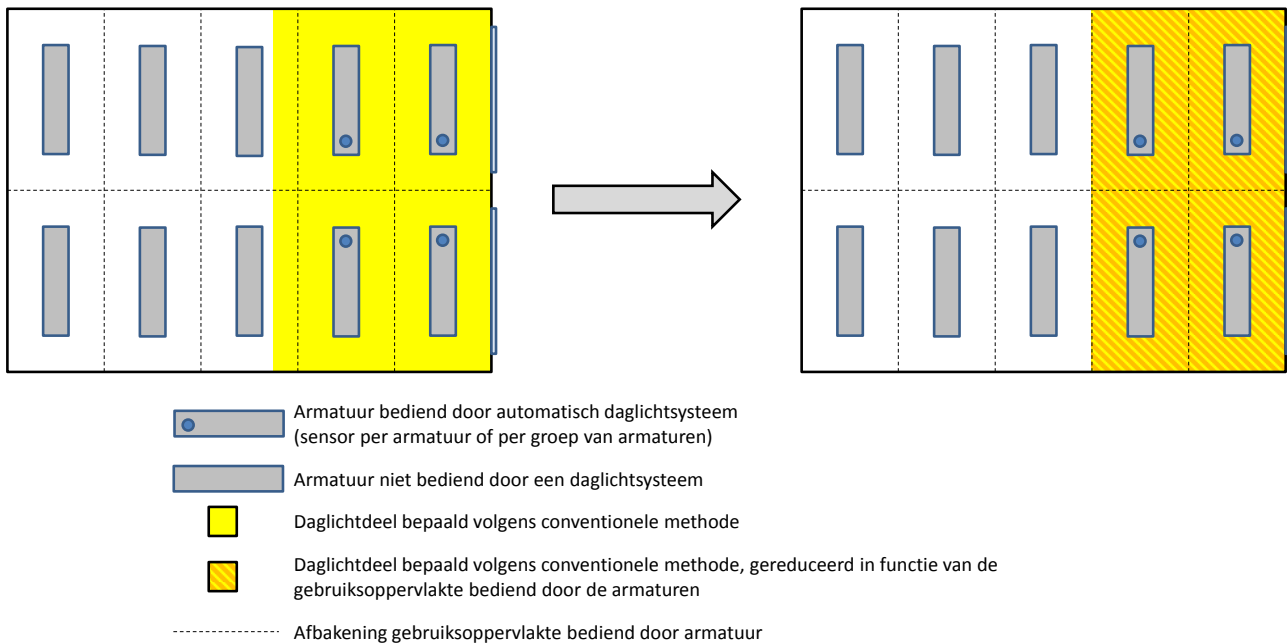 Armatuur bediend door automatisch daglichtsysteem
(sensor per armatuur of per groep van armaturen)
Armatuur niet bediend door een daglichtsysteem
Daglichtdeel bepaald volgens conventionele methode
Daglichtdeel bepaald volgens conventionele methode, gereduceerd in functie van de
gebruiksoppervlakte bediend door de armaturen
Afbakening gebruiksoppervlakte bediend door armatuur